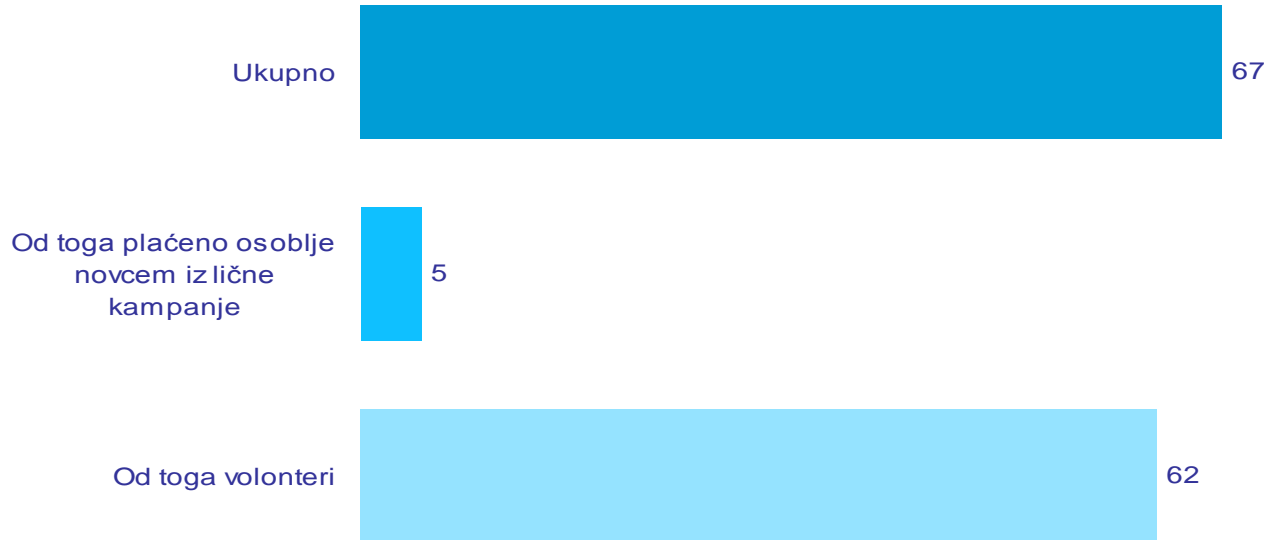 Ukupno
67
Od toga plaćeno osoblje
novcem iz lične
kampanje
5
Od toga volonteri
62